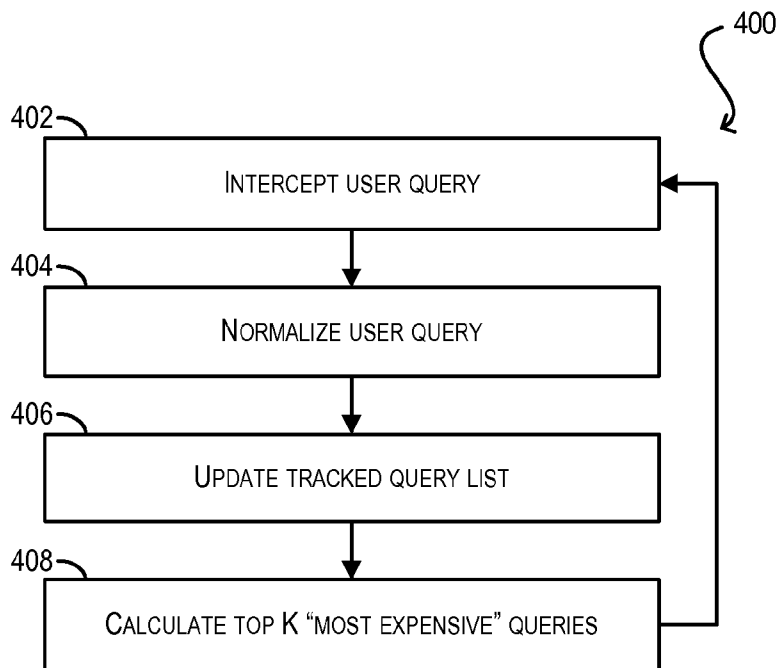 400
402
INTERCEPT USER QUERY
404
NORMALIZE USER QUERY
406
UPDATE TRACKED QUERY LIST
408
CALCULATE TOP K “MOST EXPENSIVE” QUERIES